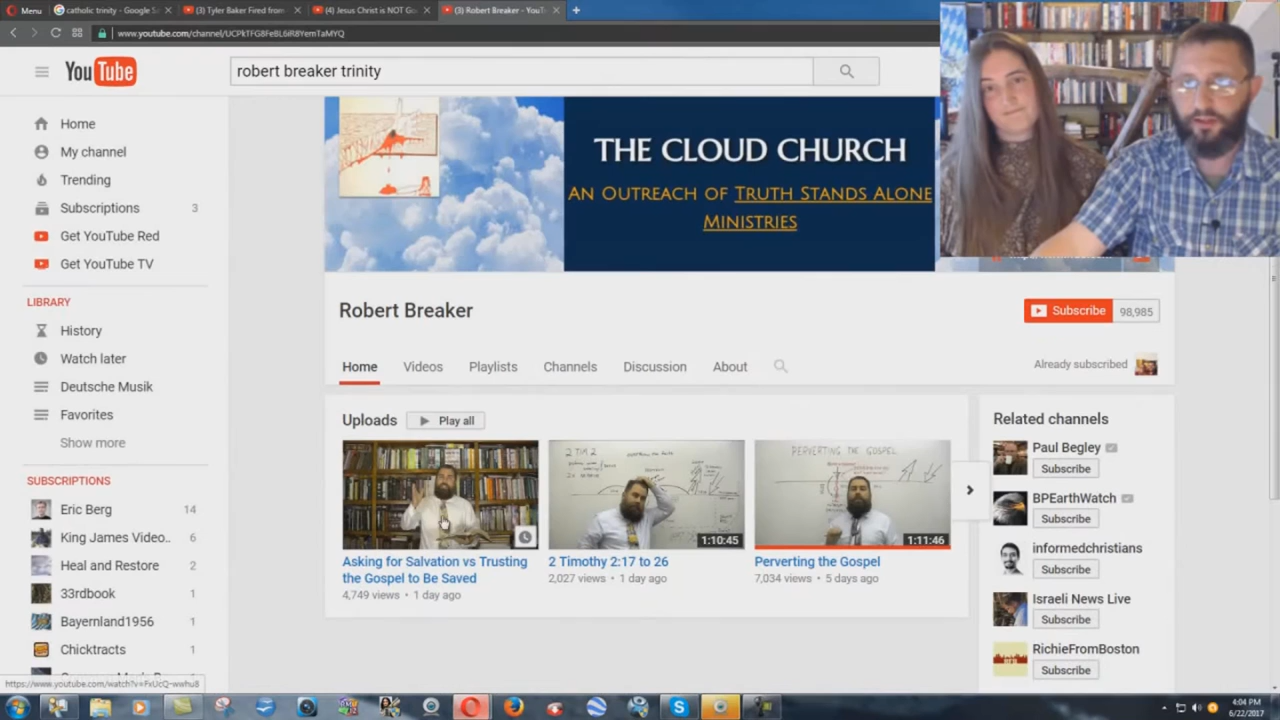 Menu
catholic trinity - Google S
(3) Tyler Baker Fired from
(4) Jesus Christ is NOT Go
(3) Robert Breaker - YouT
www.youtube.com/channel/UCPkTFG8FeBL6iR8YemTaMYQ
YouTube
robert breaker trinity
Home
My channel
Trending
Subscriptions 3
Get YouTube Red
Get YouTube TV
LIBRARY
History
Watch later
Deutsche Musik
Favorites
Show more
SUBSCRIPTIONS
Eric Berg 14
King James Video.. 6
Heal and Restore 2
33rdbook 1
Bayernland1956 1
Chicktracts 1
THE CLOUD CHURCH
AN OUTREACH OF TRUTH STANDS ALONE
MINISTRIES
Robert Breaker
Subscribe 98,985
Home Videos Playlists Channels Discussion About
Already subscribed
Uploads Play all
2 TIM 2
1:10:45
PERVERTING THE GOSPEL
1:11:46
Asking for Salvation vs Trusting
the Gospel to Be Saved
4,749 views • 1 day ago
2 Timothy 2:17 to 26
2,027 views • 1 day ago
Perverting the Gospel
7,034 views • 5 days ago
Related channels
Paul Begley
Subscribe
BPEarthWatch
Subscribe
informedchristians
Subscribe
Israeli News Live
Subscribe
RichieFromBoston
Subscribe
https://www.youtube.com/watch?v=FxUcQ-wwhu8
4:04 PM
6/22/2017